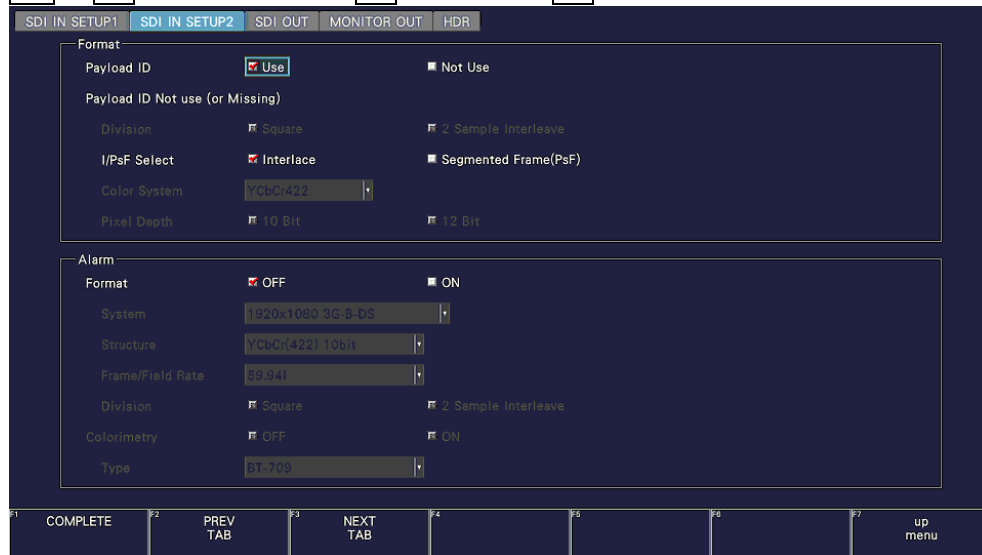 SDI IN SETUP1 SDI IN SETUP2 SDI OUT MONITOR OUT HDR
Format
Payload ID Use Not Use
Payload ID Not use (or Missing)
Division Square 2 Sample Interleave
I/PsF Select Interlace Segmented Frame(PsF)
Color System YCbCr422
Pixel Depth 10 Bit 12 Bit
Alarm
Format OFF ON
System 1920x1080 3G-B-DS
Structure YCbCr(422) 10bit
Frame/Field Rate 59.94I
Division Square 2 Sample Interleave
Colorimetry OFF ON
Type BT-709
F1 COMPLETE F2 PREV TAB F3 NEXT TAB F4 F5 F6 F7 up menu